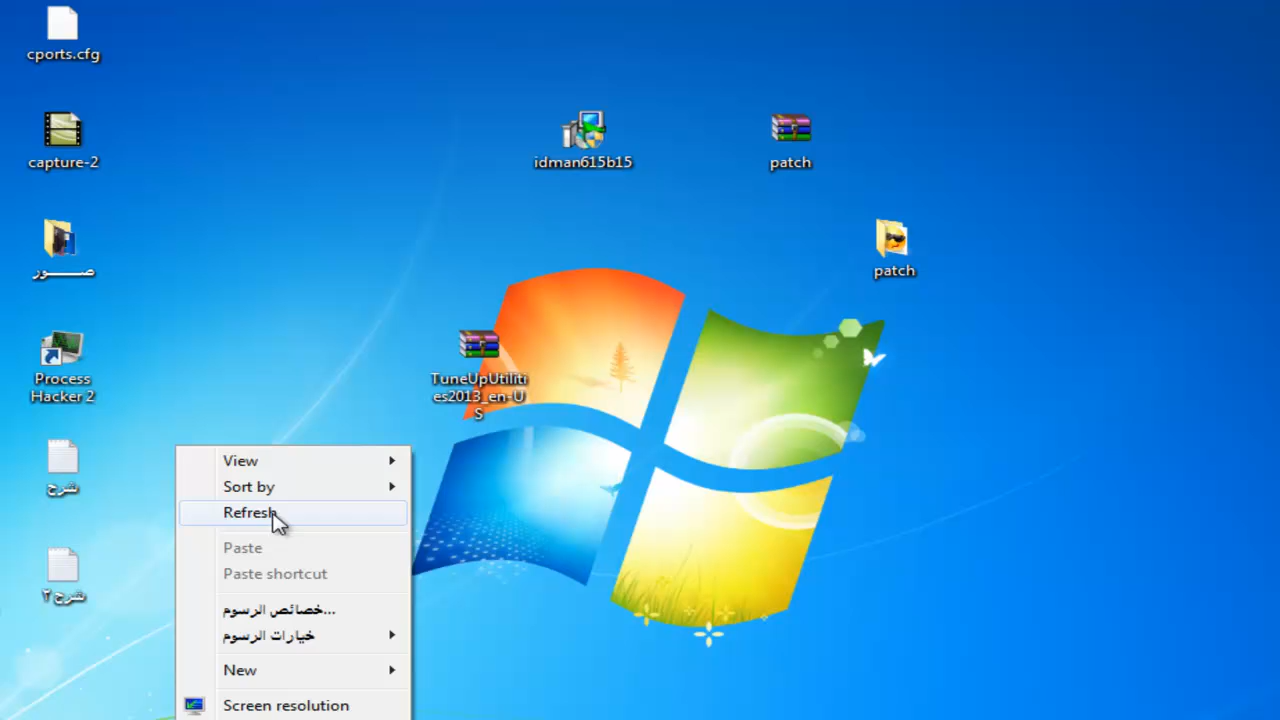 cports.cfg
capture-2
صـــــــور
Process
Hacker 2
شرح
شرح ٢
idman615b15
patch
patch
TuneUpUtiliti
es2013_en-U
S
View
Sort by
Refresh
Paste
Paste shortcut
خصائص الرسوم...
خيارات الرسوم
New
Screen resolution